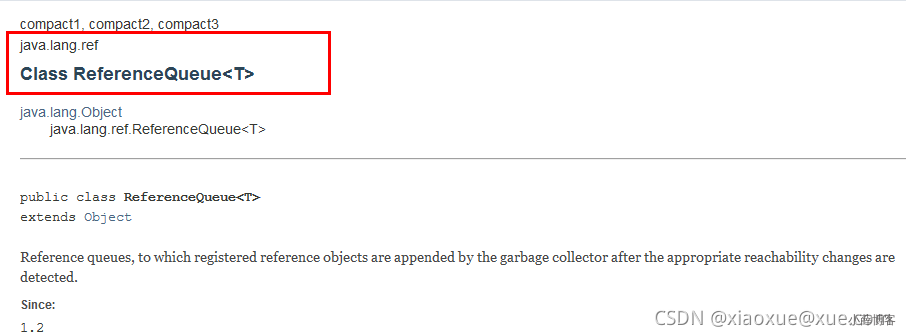 compact1, compact2, compact3
java.lang.ref
Class ReferenceQueue<T>
java.lang.Object
java.lang.ref.ReferenceQueue<T>
public class ReferenceQueue<T>
extends Object
Reference queues, to which registered reference objects are appended by the garbage collector after the appropriate reachability changes are
detected.
Since:
1.2
CSDN @xiaoxue@xue